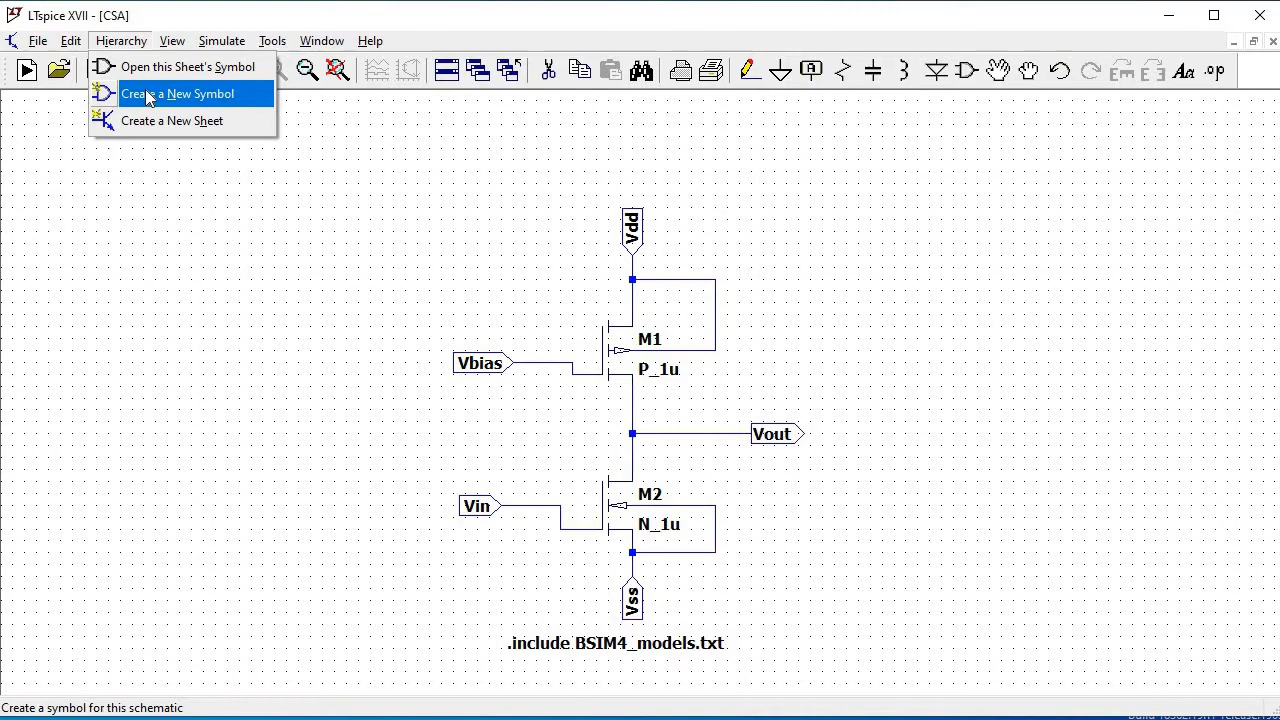 LTspice XVII - [CSA]
File Edit Hierarchy View Simulate Tools Window Help
Open this Sheet's Symbol
Create a New Symbol
Create a New Sheet
A Aa .op
Vdd
M1
Vbias
P_1u
Vout
M2
Vin
N_1u
Vss
.include BSIM4_models.txt
Create a symbol for this schematic